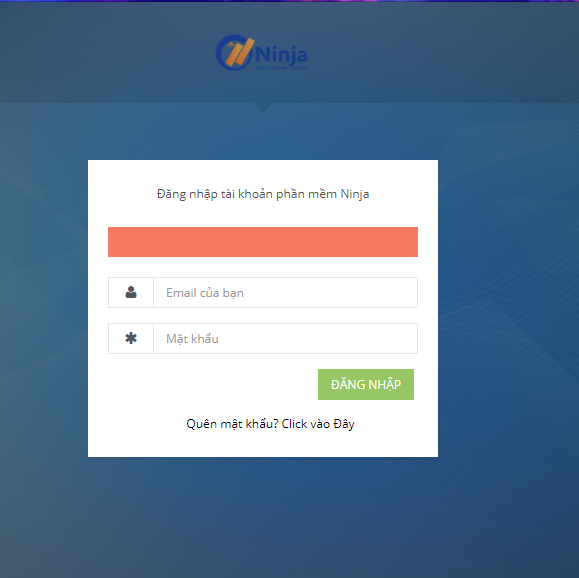 Ninja
Đăng nhập tài khoản phần mềm Ninja
Email của bạn
Mật khẩu
ĐĂNG NHẬP
Quên mật khẩu? Click vào Đây